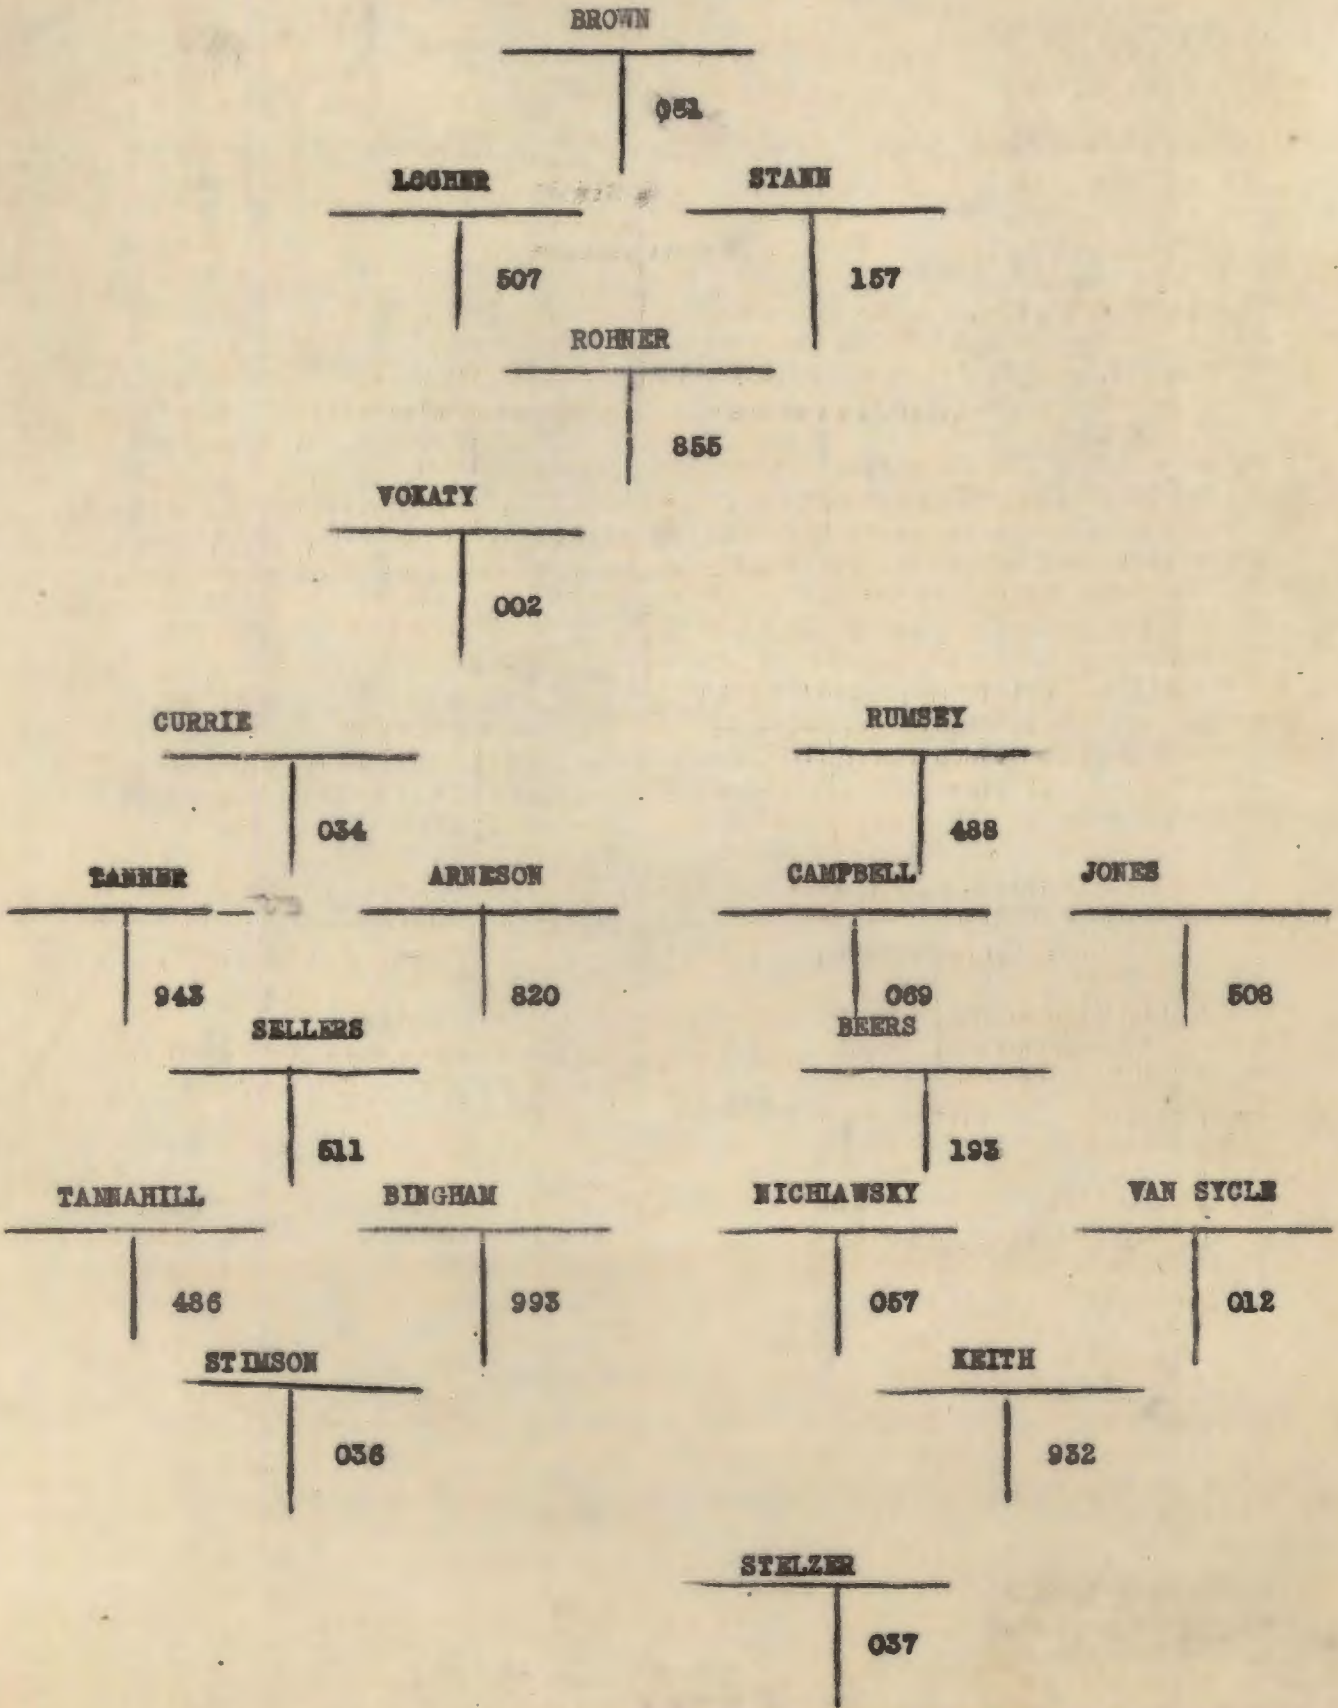 BROWN
051
LOCHER STANN
507 157
ROHNER
855
VOKATY
002
CURRIE RUMSEY
034 488
TANNER ARNESON CAMPBELL JONES
943 820 069 508
SELLERS BEERS
511 193
TANNAHILL BINGHAM NICHLAWSKY VAN SYCLE
486 993 057 012
STIMSON KEITH
036 932
STELZER
037